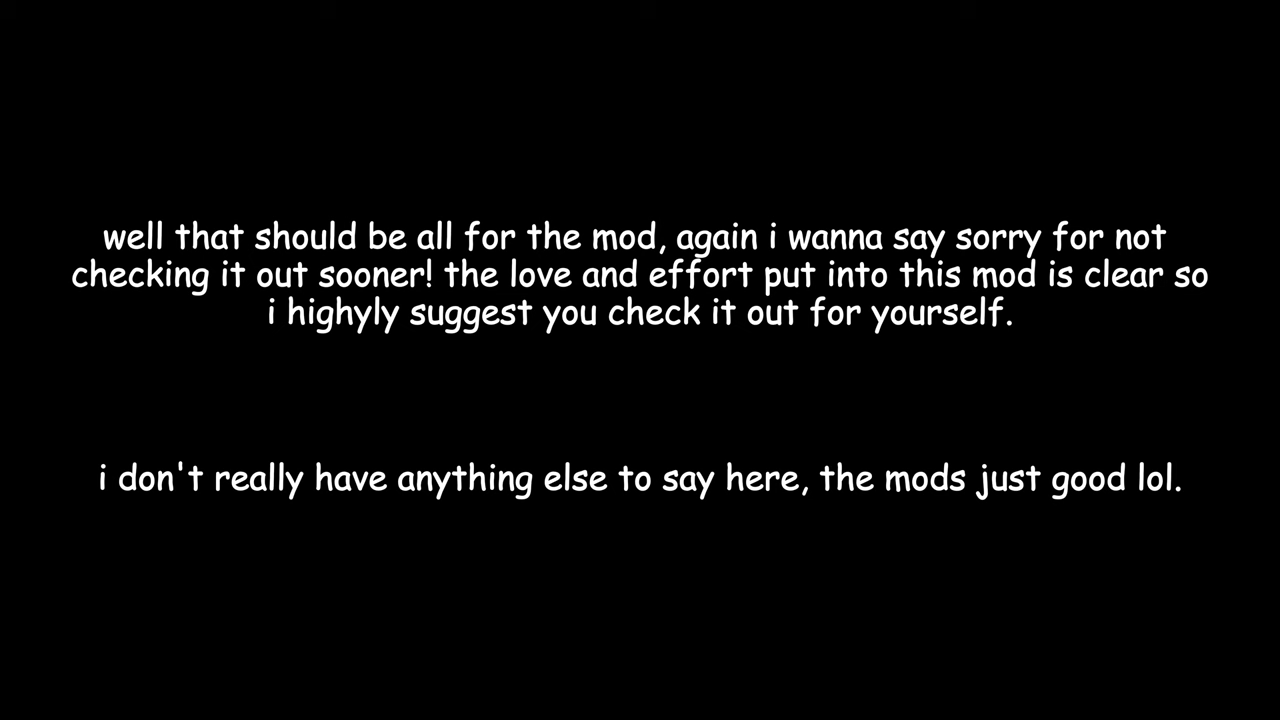 well that should be all for the mod, again i wanna say sorry for not
checking it out sooner! the love and effort put into this mod is clear so
i highyly suggest you check it out for yourself.
i don't really have anything else to say here, the mods just good lol.